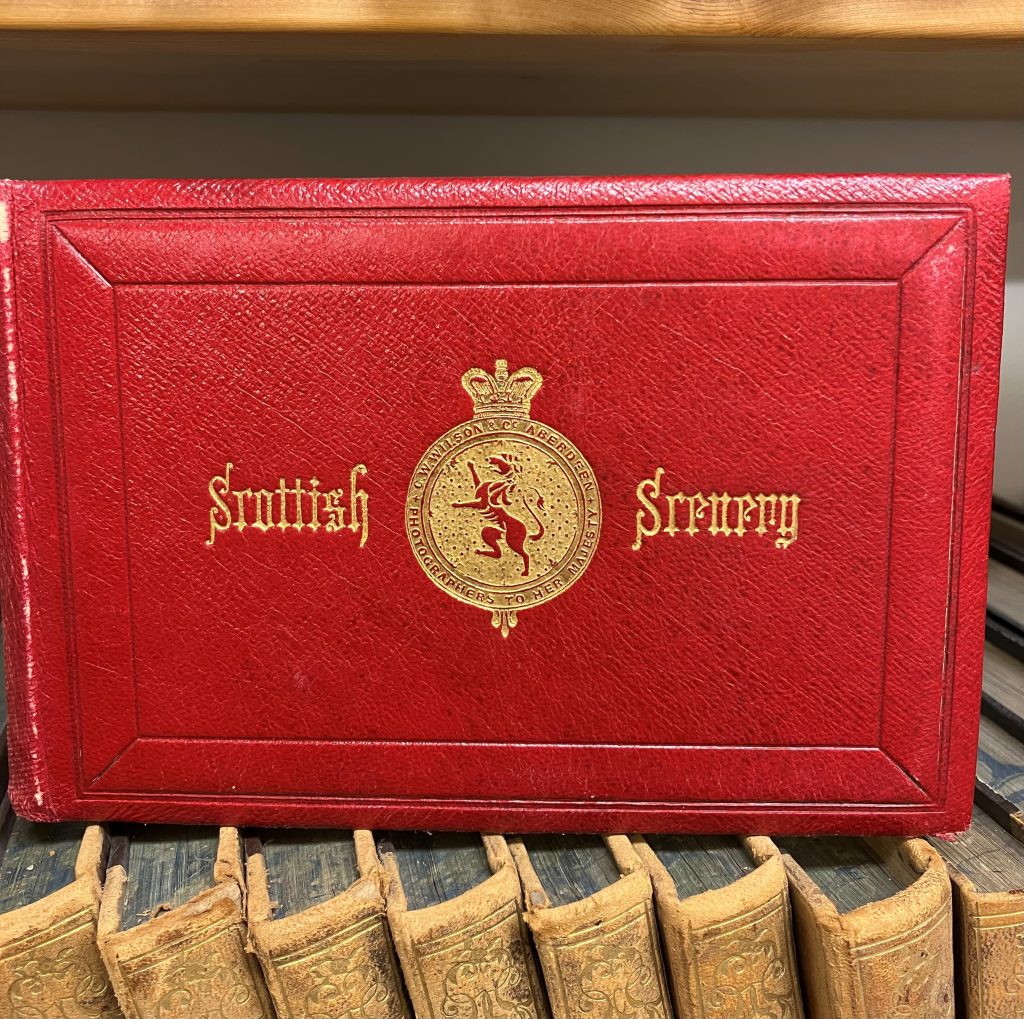 Scottish
G.W.WILSON & Cº ABERDEEN
PHOTOGRAPHERS TO HER MAJESTY
Scenery